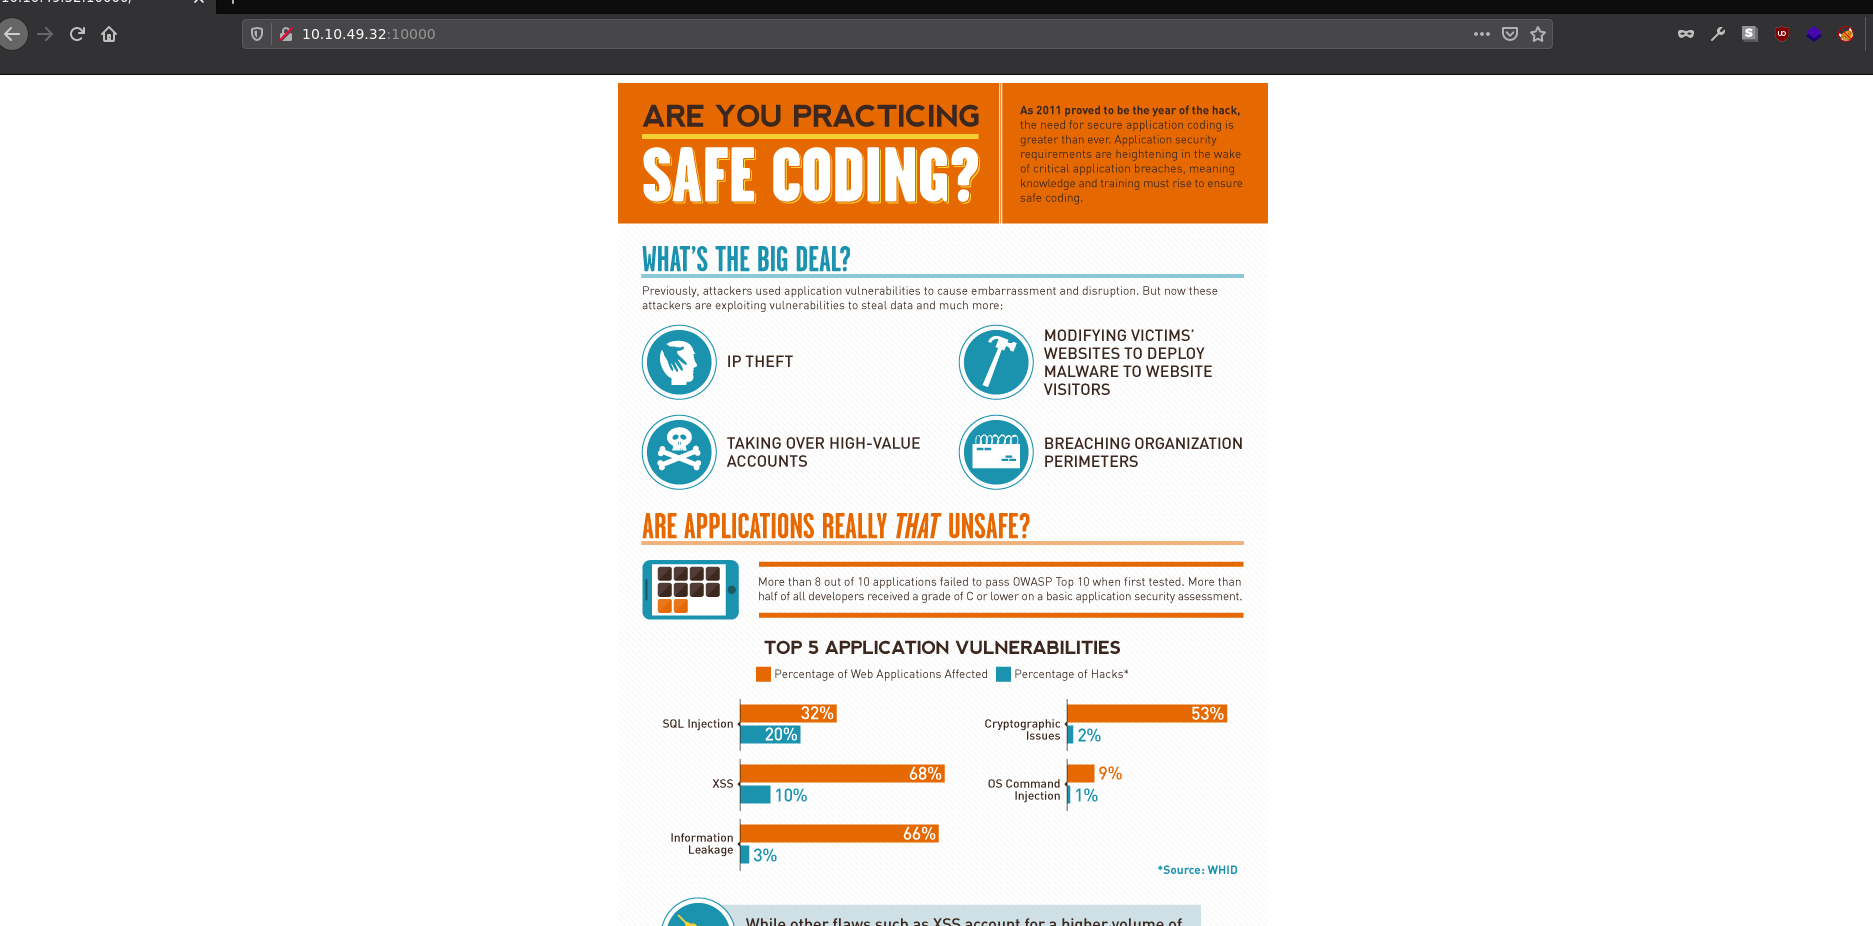 10.10.49.32:10000
ARE YOU PRACTICING
SAFE CODING?
As 2011 proved to be the year of the hack,
the need for secure application coding is
greater than ever. Application security
requirements are heightening in the wake
of critical application breaches, meaning
knowledge and training must rise to ensure
safe coding.
WHAT'S THE BIG DEAL?
Previously, attackers used application vulnerabilities to cause embarrassment and disruption. But now these
attackers are exploiting vulnerabilities to steal data and much more:
IP THEFT
MODIFYING VICTIMS'
WEBSITES TO DEPLOY
MALWARE TO WEBSITE
VISITORS
TAKING OVER HIGH-VALUE
ACCOUNTS
BREACHING ORGANIZATION
PERIMETERS
ARE APPLICATIONS REALLY THAT UNSAFE?
More than 8 out of 10 applications failed to pass OWASP Top 10 when first tested. More than
half of all developers received a grade of C or lower on a basic application security assessment.
TOP 5 APPLICATION VULNERABILITIES
Percentage of Web Applications Affected
Percentage of Hacks*
SQL Injection
32%
20%
Cryptographic
Issues
53%
2%
XSS
68%
10%
OS Command
Injection
9%
1%
Information
Leakage
66%
3%
*Source: WHID
While other flaws such as XSS account for a higher volume of